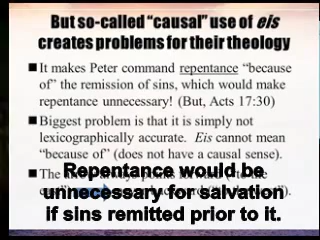 But so-called “causal” use of eis
creates problems for their theology
It makes Peter command repentance “because
of” the remission of sins, which would make
repentance unnecessary! (But, Acts 17:30)
Biggest problem is that it is simply not
lexicographically accurate. Eis cannot mean
“because of” (does not have a causal sense).
Repentance would be
unnecessary for salvation
if sins remitted prior to it.